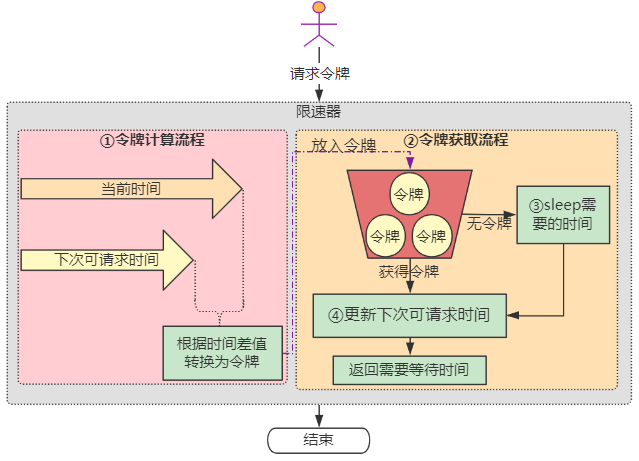 请求令牌
限速器
①令牌计算流程
当前时间
下次可请求时间
根据时间差值
转换为令牌
②令牌获取流程
放入令牌
令牌
令牌
令牌
无令牌
③sleep需
要的时间
获得令牌
④更新下次可请求时间
返回需要等待时间
结束